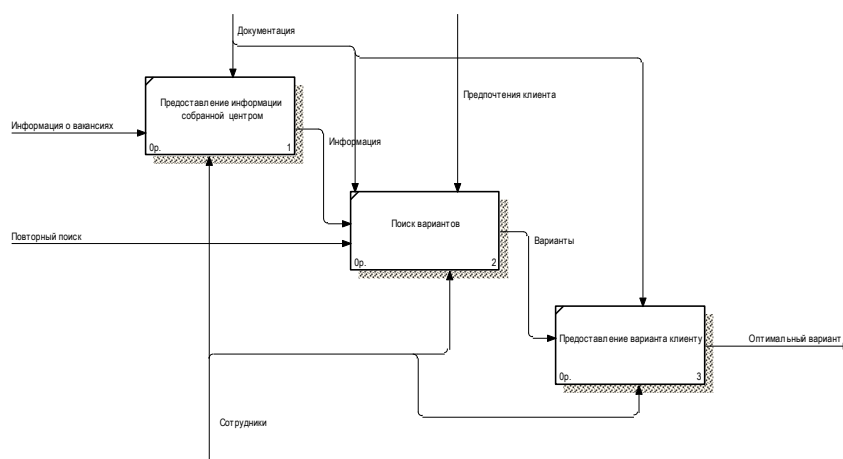 Документация
Предпочтения клиента
Предоставление информации
собранной центром
0р.
1
Информация о вакансиях
Информация
Поиск вариантов
0р.
2
Повторный поиск
Варианты
Предоставление варианта клиенту
0р.
3
Оптимальный вариант
Сотрудники